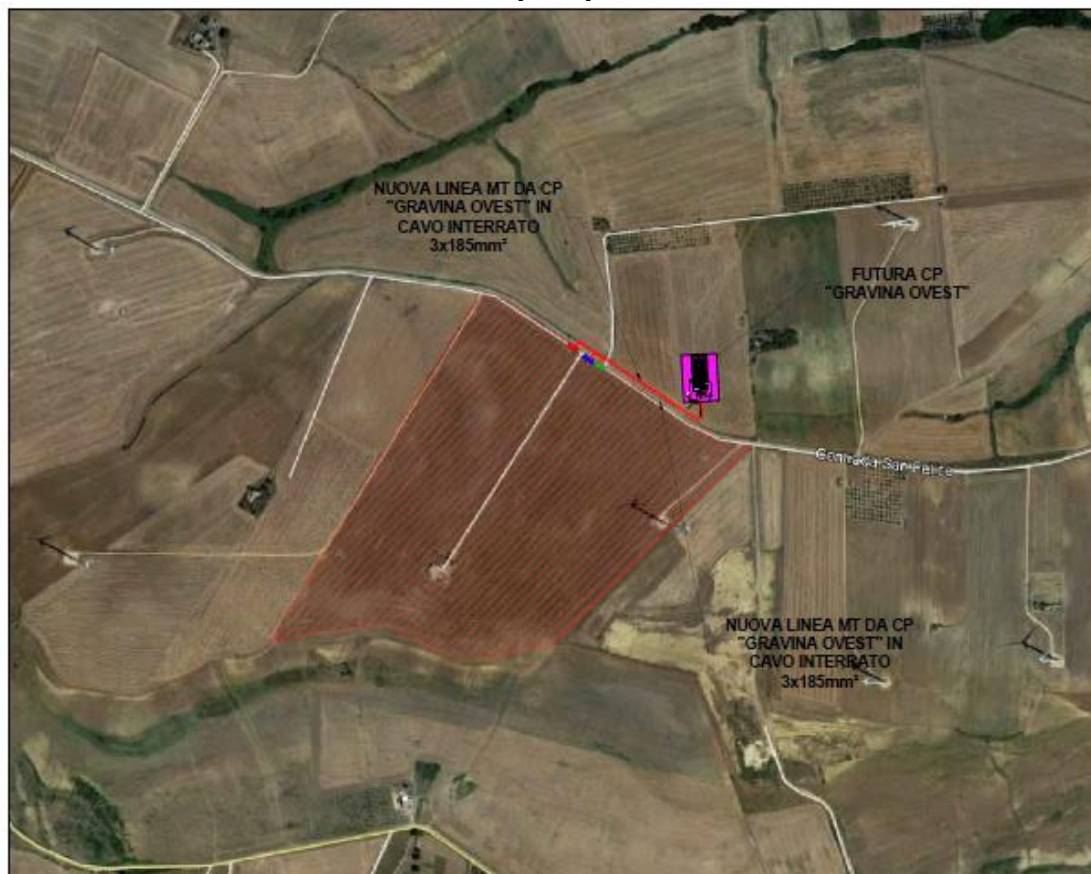 NUOVA LINEA MT DA CP
"GRAVINA OVEST" IN
CAVO INTERRATO
3x185mm²
FUTURA CP
"GRAVINA OVEST"
Contrada San Felice
NUOVA LINEA MT DA CP
"GRAVINA OVEST" IN
CAVO INTERRATO
3x185mm²